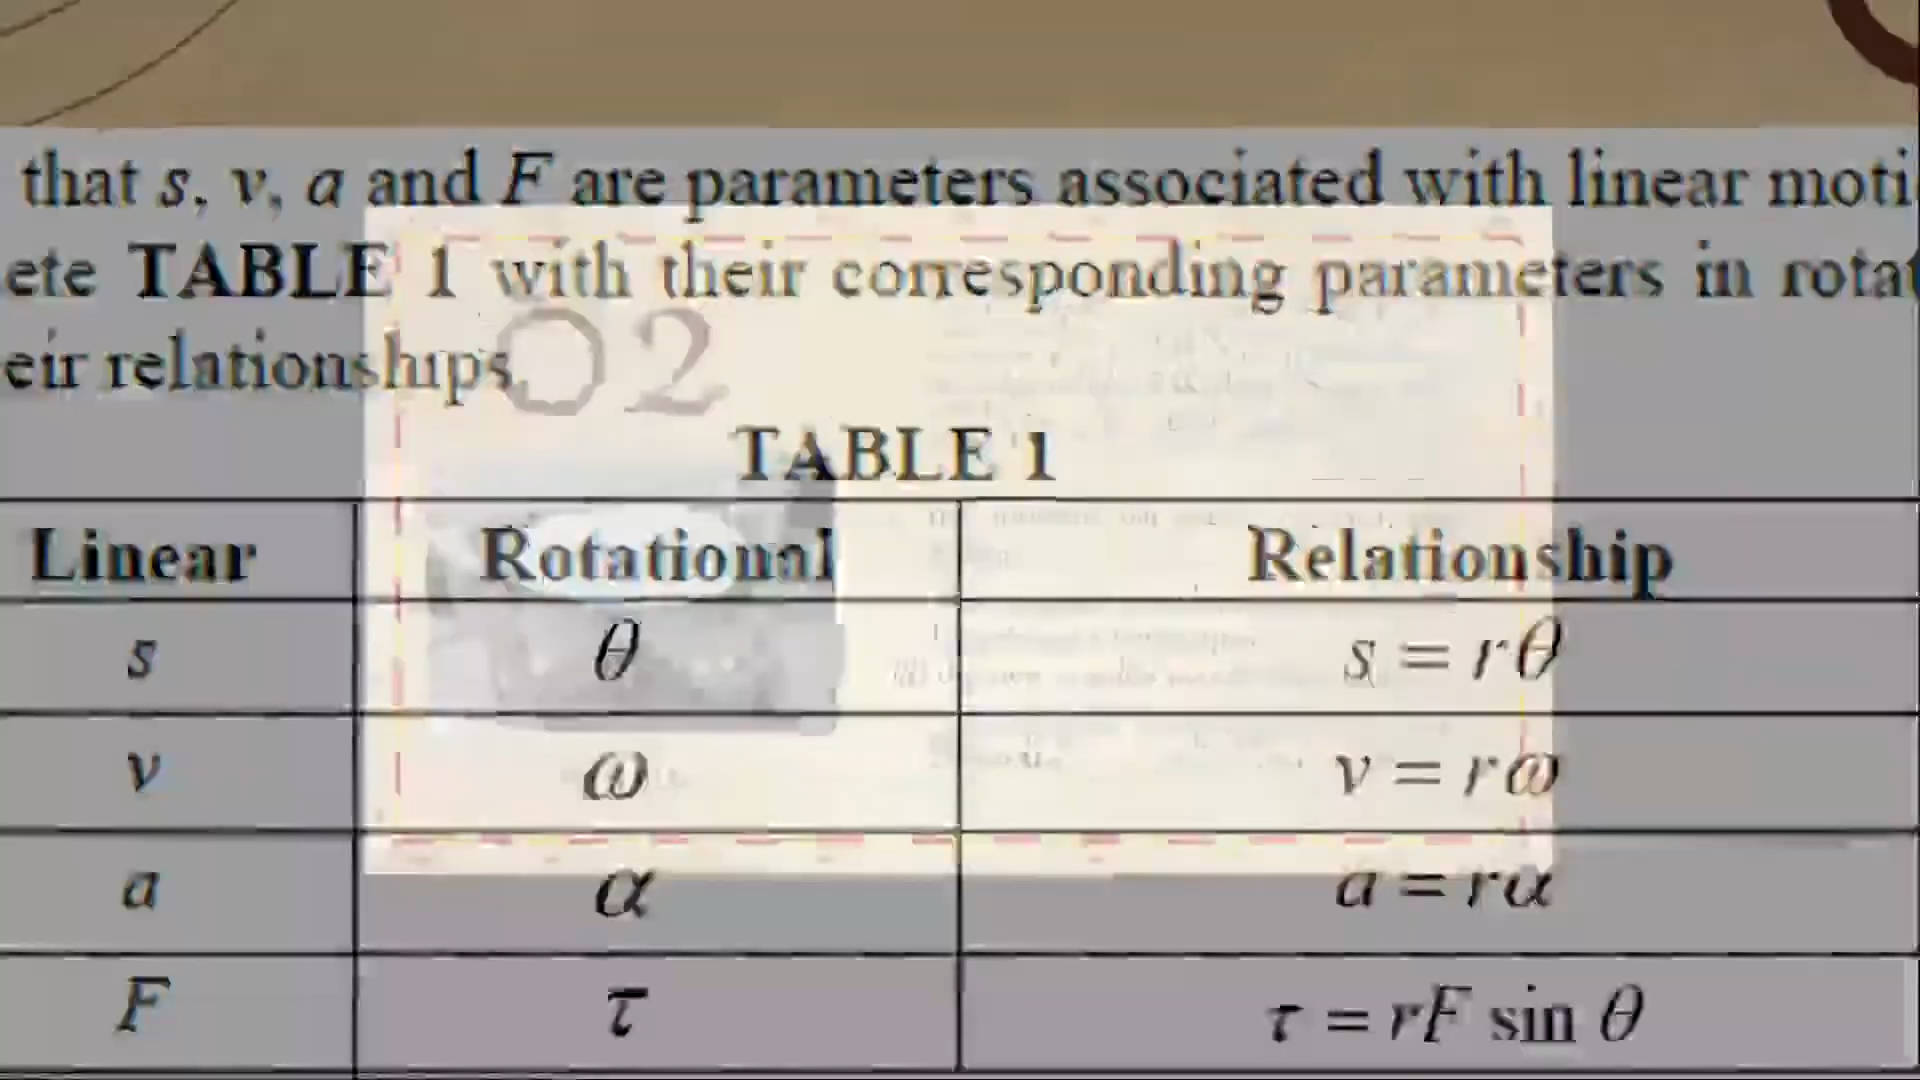 that s, v, a and F are parameters associated with linear moti
ete TABLE 1 with their corresponding parameters in rotat
eir relationships.
02
TABLE 1
Linear Rotational Relationship
s θ s = rθ
v ω v = rω
a α a = rα
F τ τ = rF sin θ